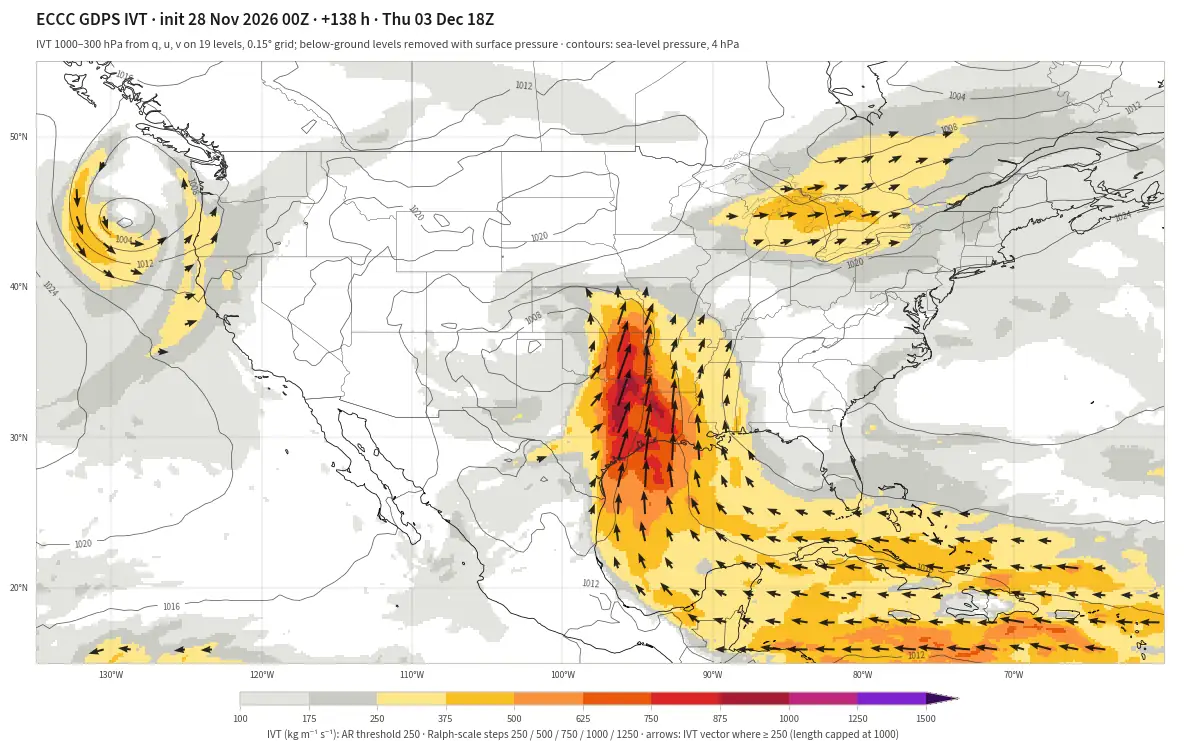 ECCC GDPS IVT · init 28 Nov 2026 00Z · +138 h · Thu 03 Dec 18Z
IVT 1000–300 hPa from q, u, v on 19 levels, 0.15° grid; below-ground levels removed with surface pressure · contours: sea-level pressure, 4 hPa
1016
1012
1004
1012
1008
50°N
1008
1020
1024
1004
1020
1012
1020
1024
40°N
1008
30°N
1020
1012
20°N
1016
1012
130°W 120°W 110°W 100°W 90°W 80°W 70°W
100 175 250 375 500 625 750 875 1000 1250 1500
IVT (kg m⁻¹ s⁻¹): AR threshold 250 · Ralph-scale steps 250 / 500 / 750 / 1000 / 1250 · arrows: IVT vector where ≥ 250 (length capped at 1000)